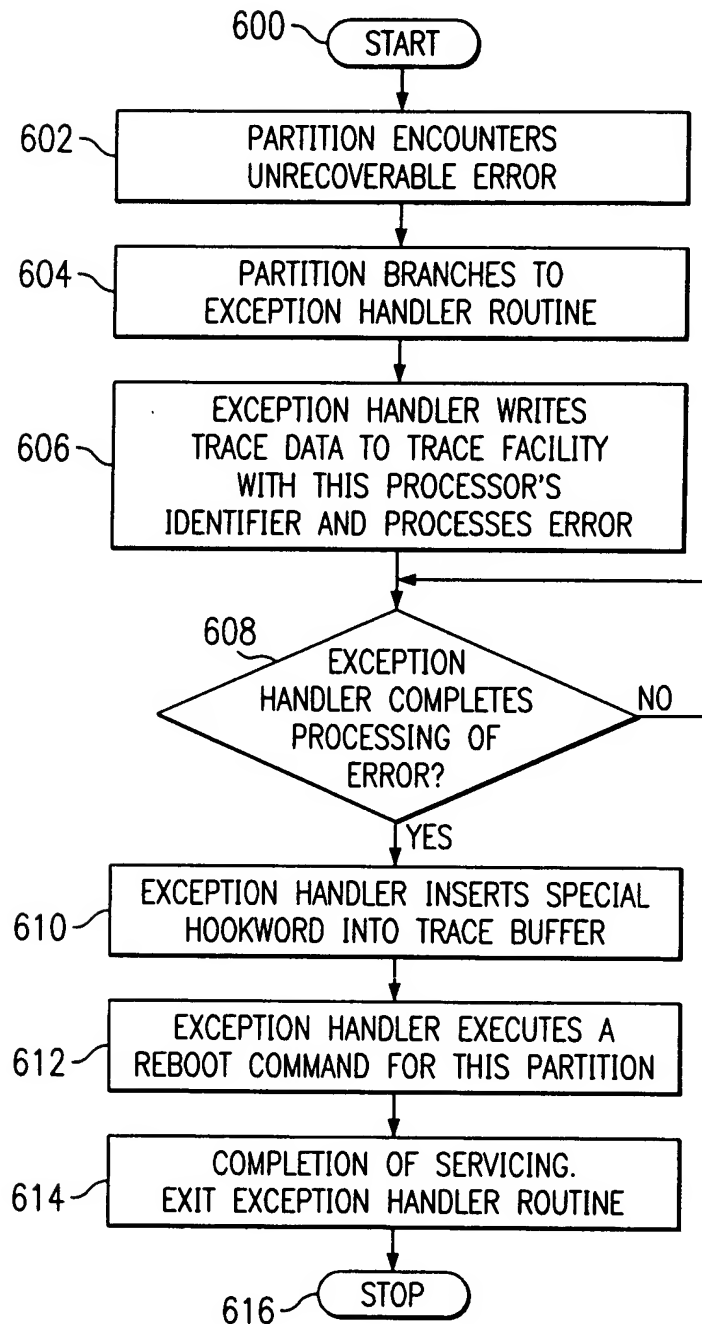 600
START
602
PARTITION ENCOUNTERS
UNRECOVERABLE ERROR
604
PARTITION BRANCHES TO
EXCEPTION HANDLER ROUTINE
606
EXCEPTION HANDLER WRITES
TRACE DATA TO TRACE FACILITY
WITH THIS PROCESSOR'S
IDENTIFIER AND PROCESSES ERROR
608
EXCEPTION
HANDLER COMPLETES
PROCESSING OF
ERROR?
NO
YES
610
EXCEPTION HANDLER INSERTS SPECIAL
HOOKWORD INTO TRACE BUFFER
612
EXCEPTION HANDLER EXECUTES A
REBOOT COMMAND FOR THIS PARTITION
614
COMPLETION OF SERVICING.
EXIT EXCEPTION HANDLER ROUTINE
616
STOP